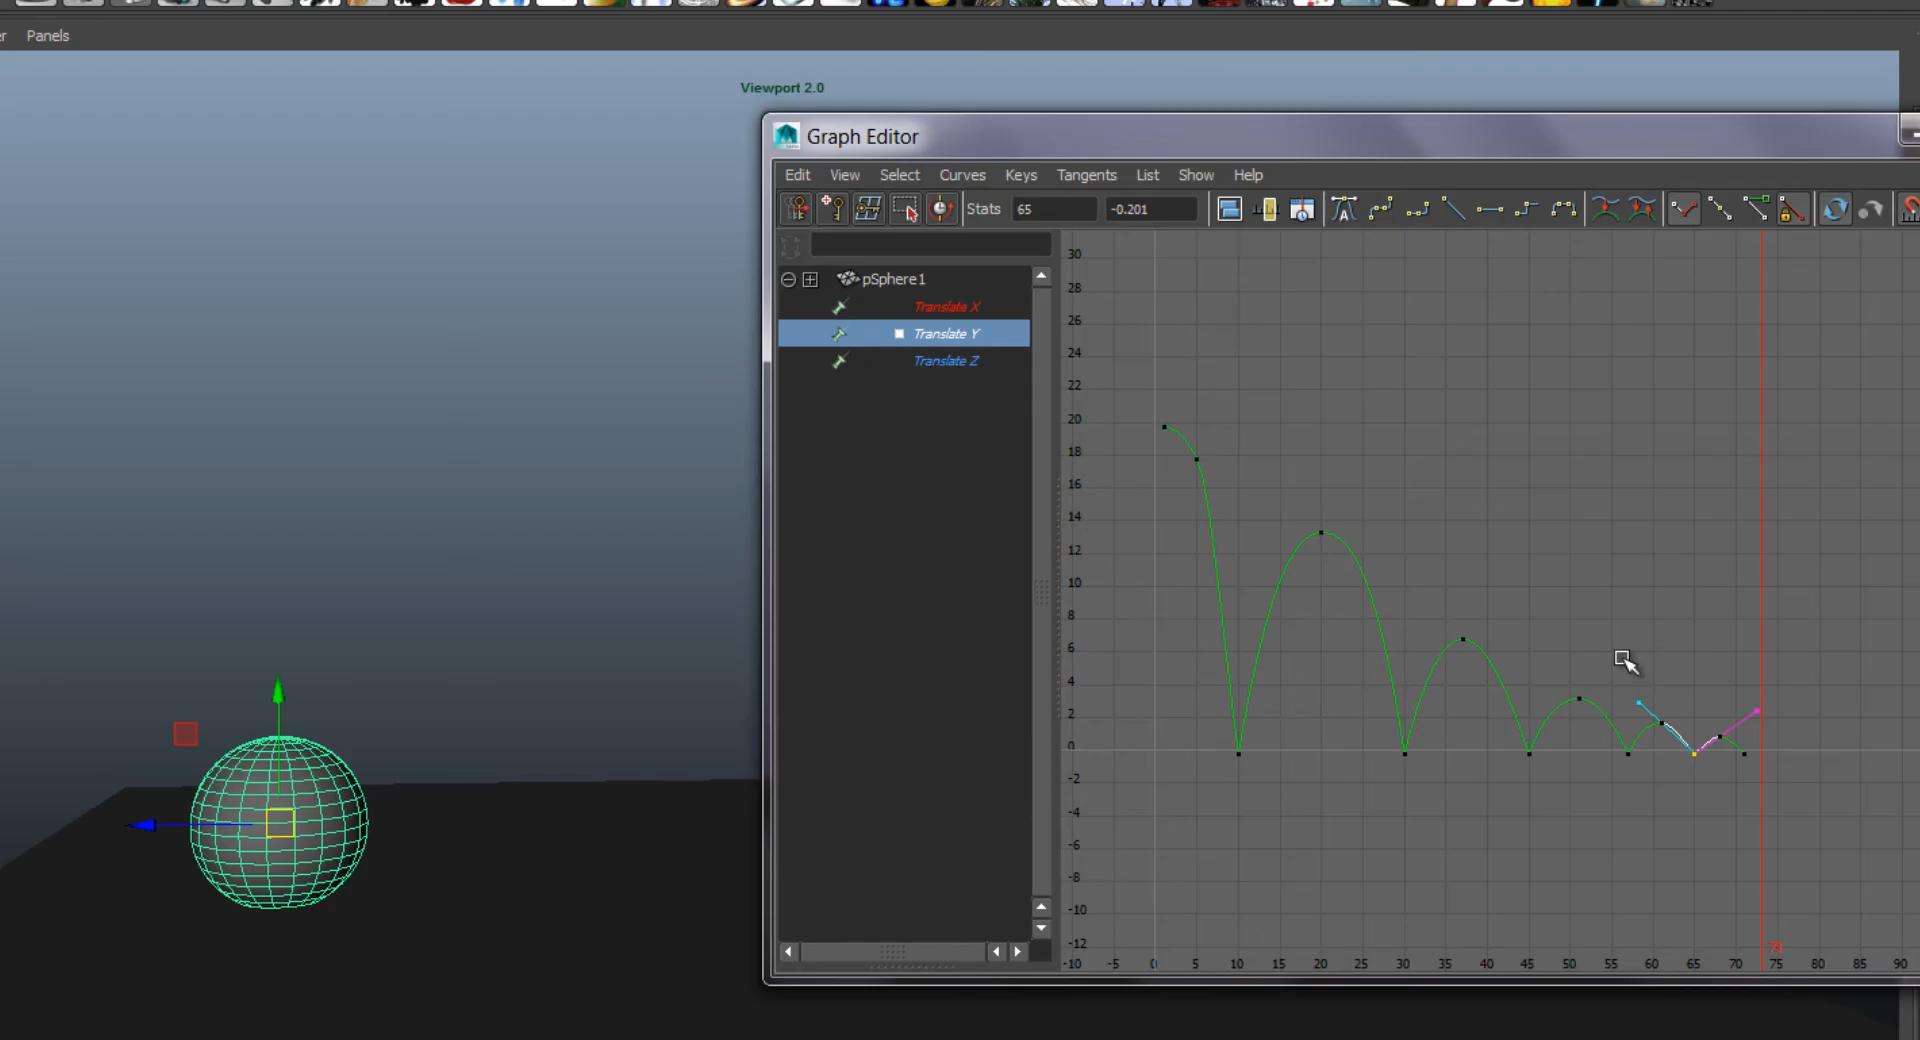 er Panels
Viewport 2.0
Graph Editor
Edit View Select Curves Keys Tangents List Show Help
Stats 65 -0.201
pSphere1
Translate X
Translate Y
Translate Z
30
28
26
24
22
20
18
16
14
12
10
8
6
4
2
0
-2
-4
-6
-8
-10
-12
73
-10 -5 0 5 10 15 20 25 30 35 40 45 50 55 60 65 70 75 80 85 90